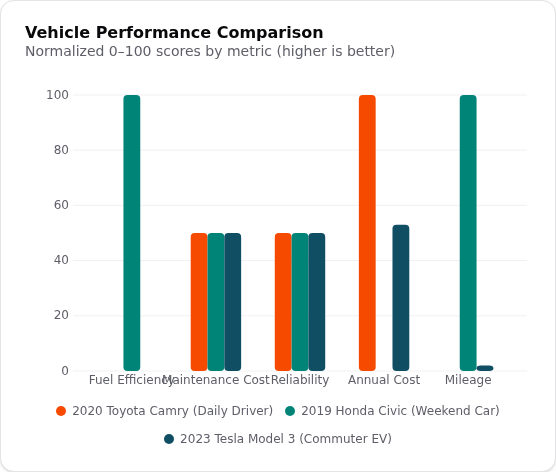 Vehicle Performance Comparison
Normalized 0–100 scores by metric (higher is better)
100
80
60
40
20
0
Fuel Efficiency Maintenance Cost Reliability Annual Cost Mileage
2020 Toyota Camry (Daily Driver) 2019 Honda Civic (Weekend Car)
2023 Tesla Model 3 (Commuter EV)